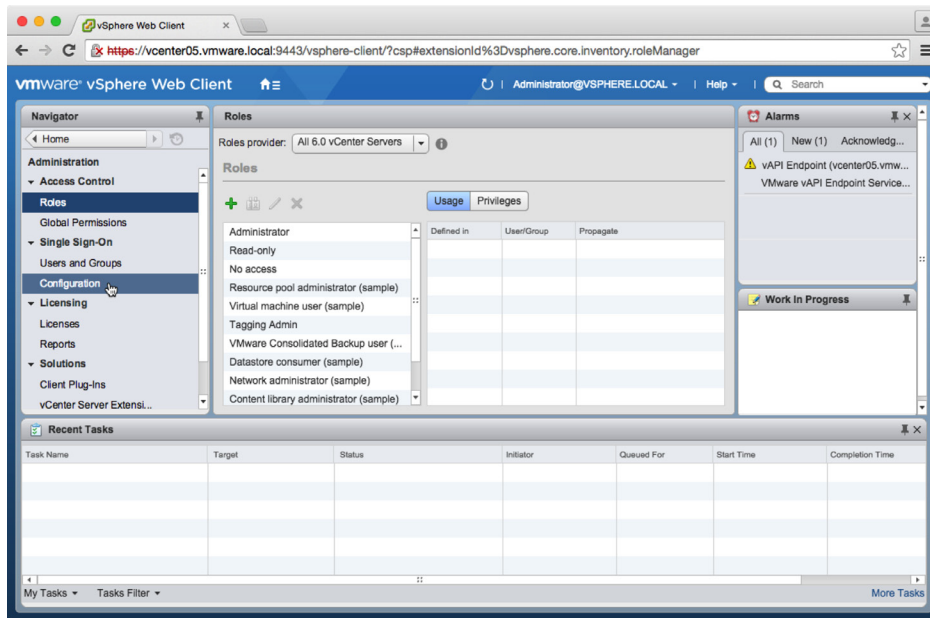 vSphere Web Client
https://vcenter05.vmware.local:9443/vsphere-client/?csp#extensionId%3Dvsphere.core.inventory.roleManager
vmware® vSphere Web Client
Administrator@VSPHERE.LOCAL
Help
Search
Navigator
Home
Administration
Access Control
Roles
Global Permissions
Single Sign-On
Users and Groups
Configuration
Licensing
Licenses
Reports
Solutions
Client Plug-Ins
vCenter Server Extensi...
Roles
Roles provider: All 6.0 vCenter Servers
Roles
Administrator
Read-only
No access
Resource pool administrator (sample)
Virtual machine user (sample)
Tagging Admin
VMware Consolidated Backup user (...
Datastore consumer (sample)
Network administrator (sample)
Content library administrator (sample)
Usage Privileges
Defined in User/Group Propagate
Alarms
All (1) New (1) Acknowledg...
vAPI Endpoint (vcenter05.vmw...
VMware vAPI Endpoint Service...
Work In Progress
Recent Tasks
Task Name Target Status Initiator Queued For Start Time Completion Time
My Tasks Tasks Filter More Tasks